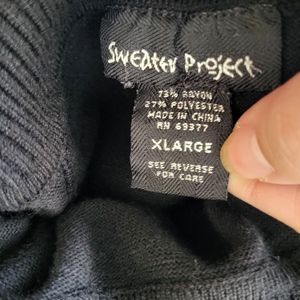 Sweater Project
73% RAYON
27% POLYESTER
MADE IN CHINA
RN 69377
XLARGE
SEE REVERSE
FOR CARE